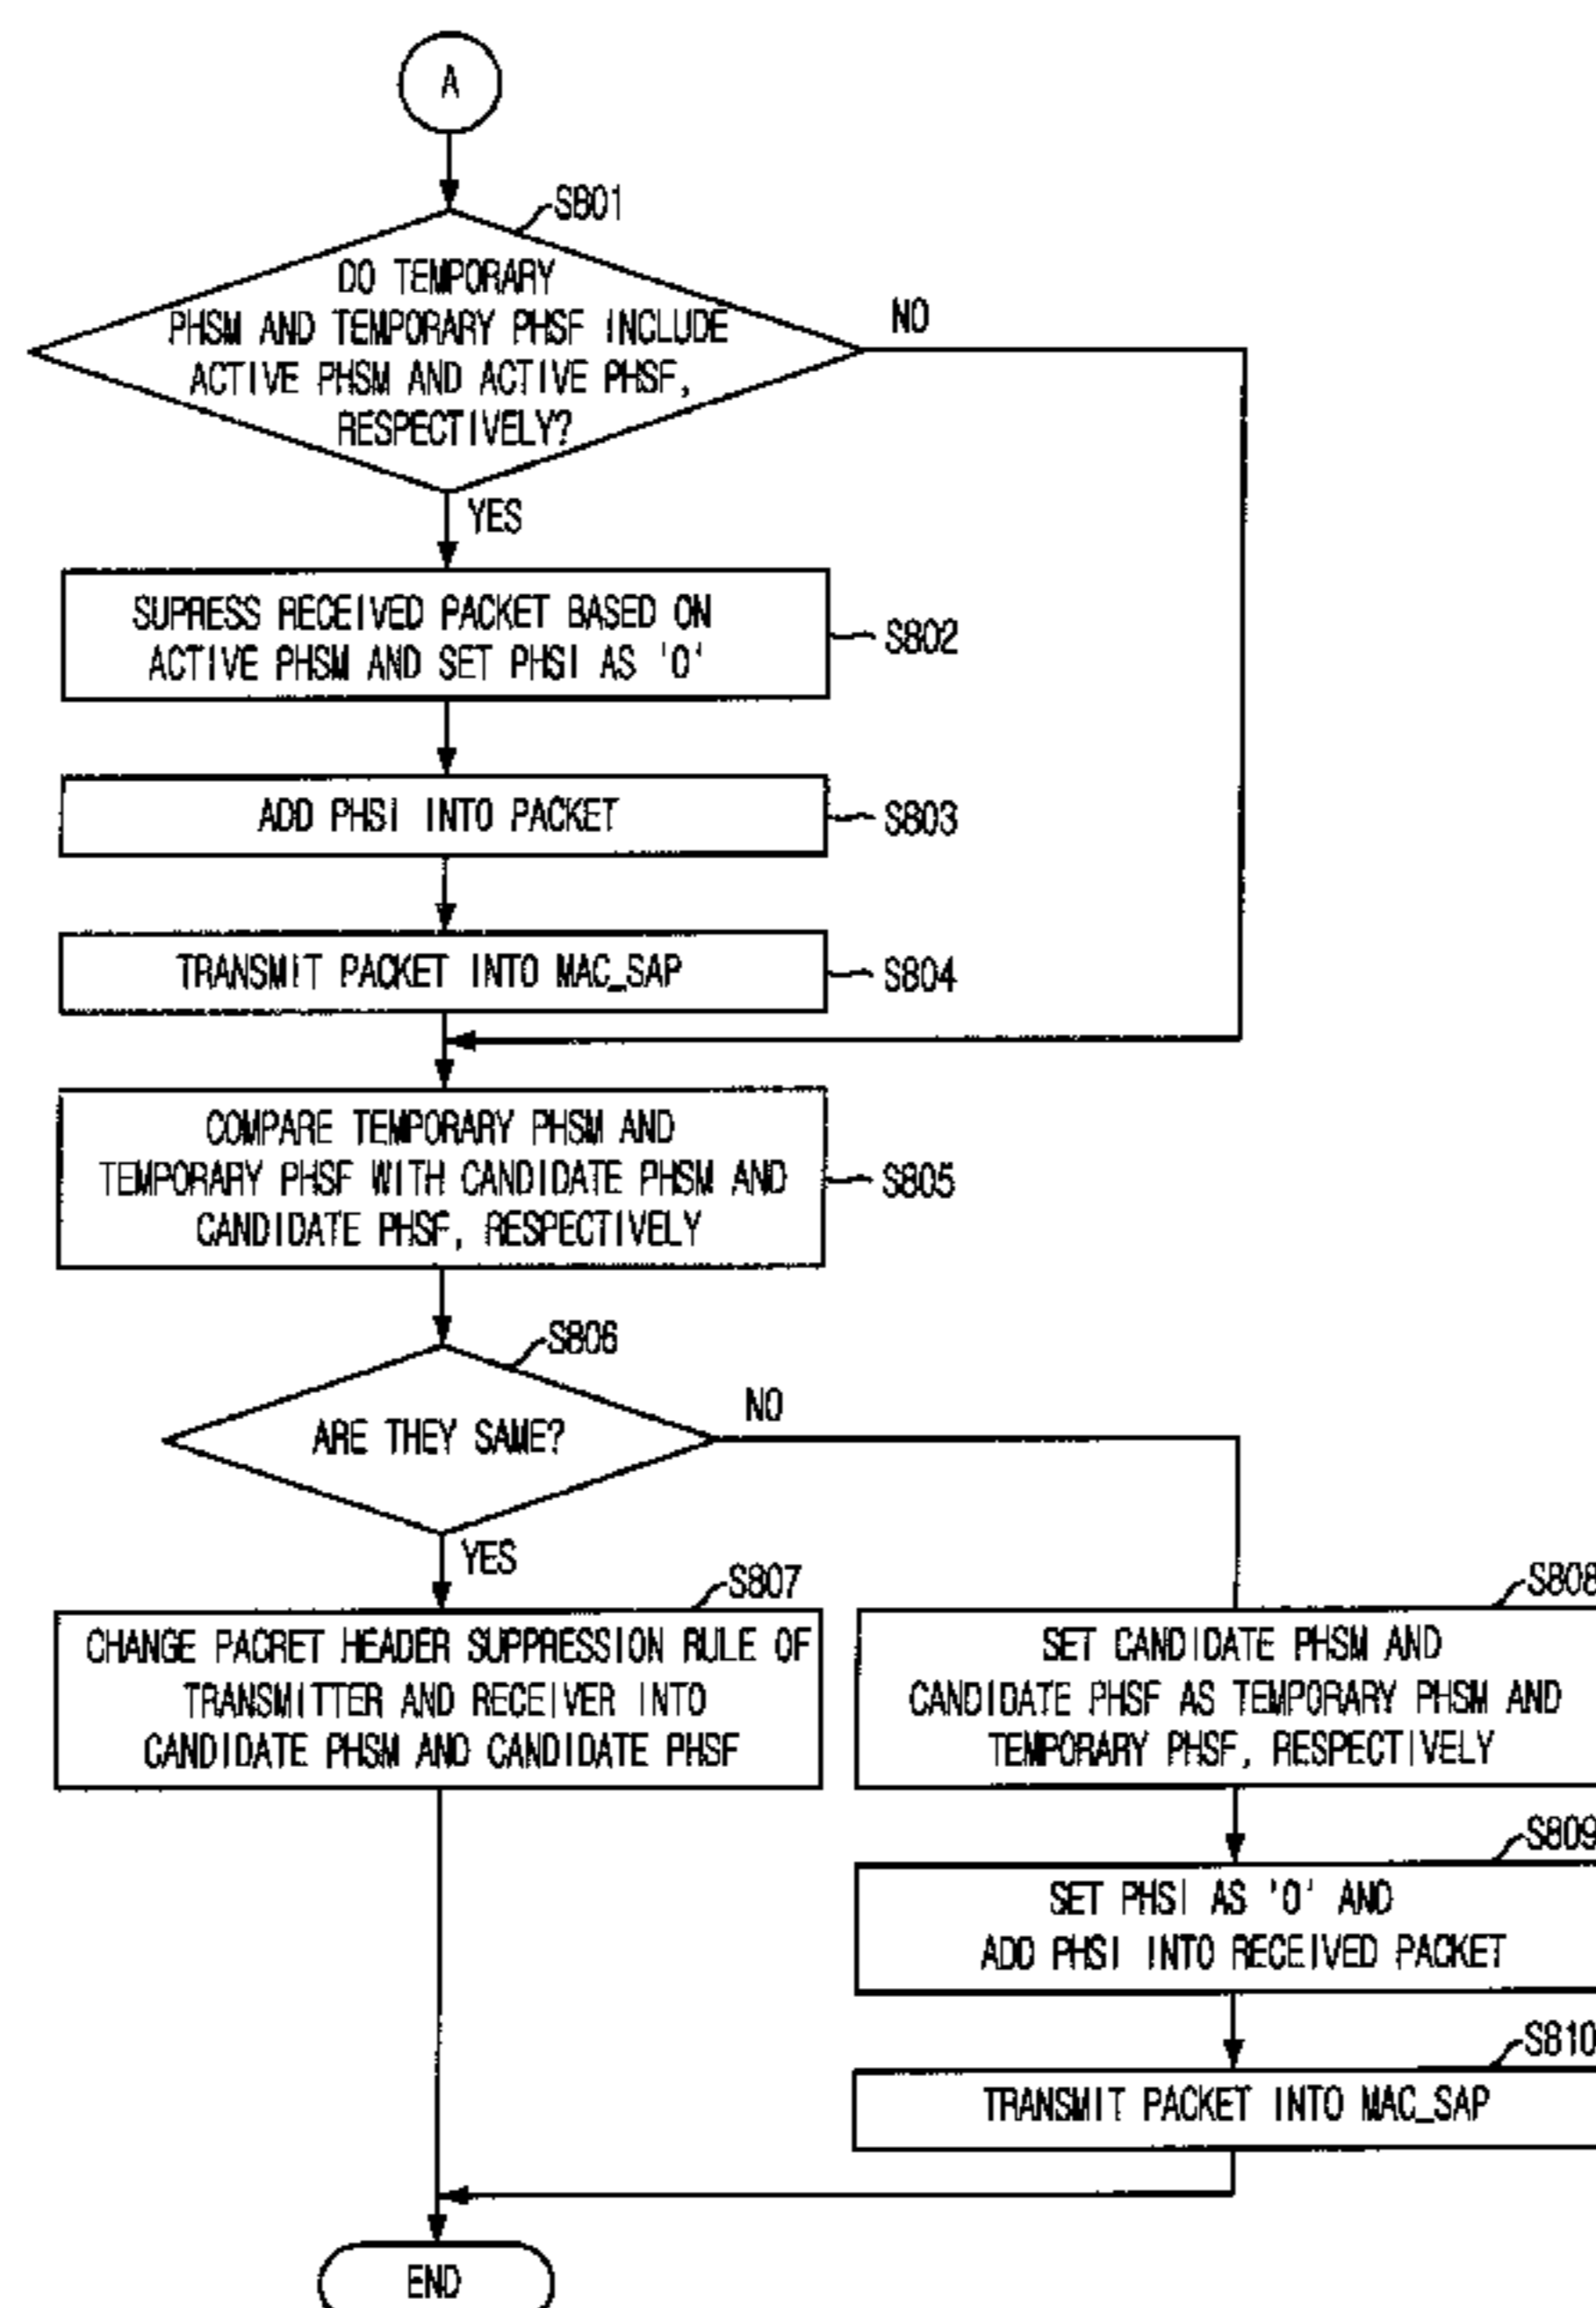 A
S801
DO TEMPORARY
PHSM AND TEMPORARY PHSF INCLUDE
ACTIVE PHSM AND ACTIVE PHSF,
RESPECTIVELY?
NO
YES
SUPRESS RECEIVED PACKET BASED ON
ACTIVE PHSM AND SET PHSI AS '0'
S802
ADD PHSI INTO PACKET
S803
TRANSMIT PACKET INTO MAC_SAP
S804
COMPARE TEMPORARY PHSM AND
TEMPORARY PHSF WITH CANDIDATE PHSM AND
CANDIDATE PHSF, RESPECTIVELY
S805
S806
ARE THEY SAME?
NO
YES
S807
CHANGE PACRET HEADER SUPPRESSION RULE OF
TRANSMITTER AND RECEIVER INTO
CANDIDATE PHSM AND CANDIDATE PHSF
S808
SET CANDIDATE PHSM AND
CANDIDATE PHSF AS TEMPORARY PHSM AND
TEMPORARY PHSF, RESPECTIVELY
S809
SET PHSI AS '0' AND
ADD PHSI INTO RECEIVED PACKET
S810
TRANSMIT PACKET INTO MAC_SAP
END